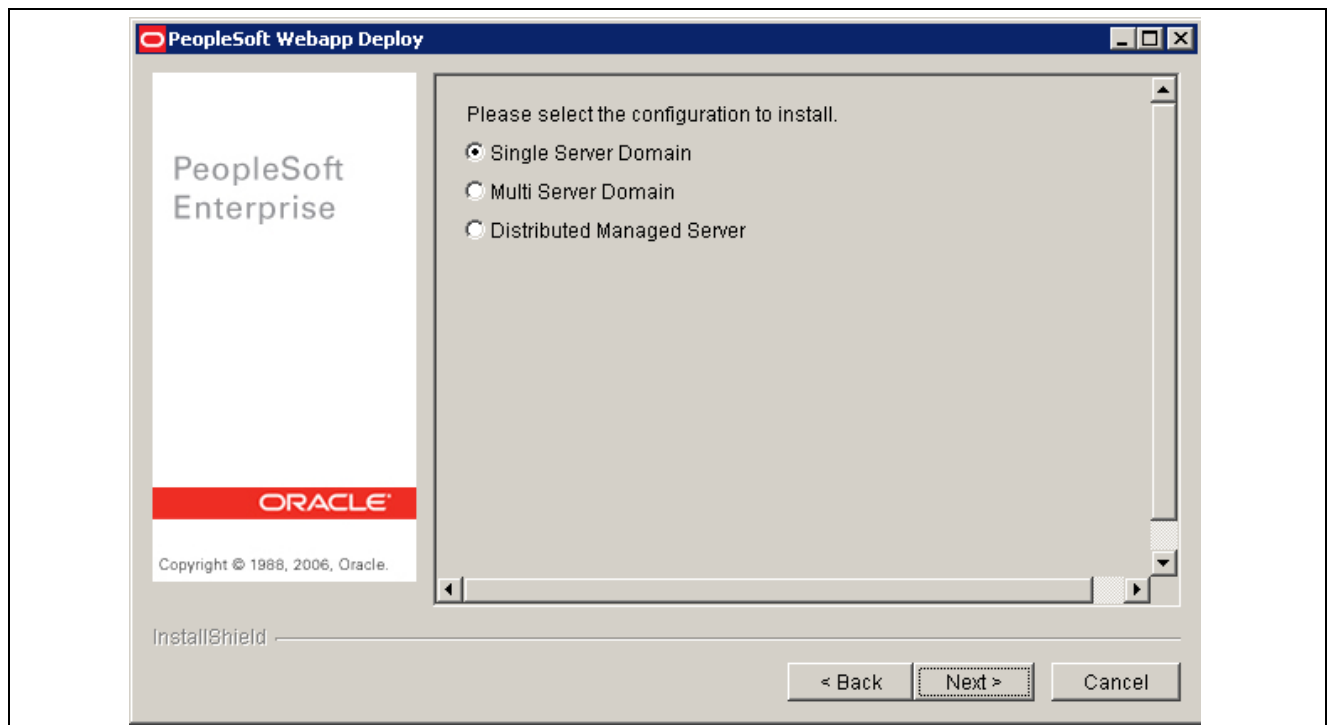 PeopleSoft Webapp Deploy
PeopleSoft
Enterprise
ORACLE®
Copyright © 1988, 2006, Oracle.
Please select the configuration to install.
Single Server Domain
Multi Server Domain
Distributed Managed Server
InstallShield
< Back
Next >
Cancel